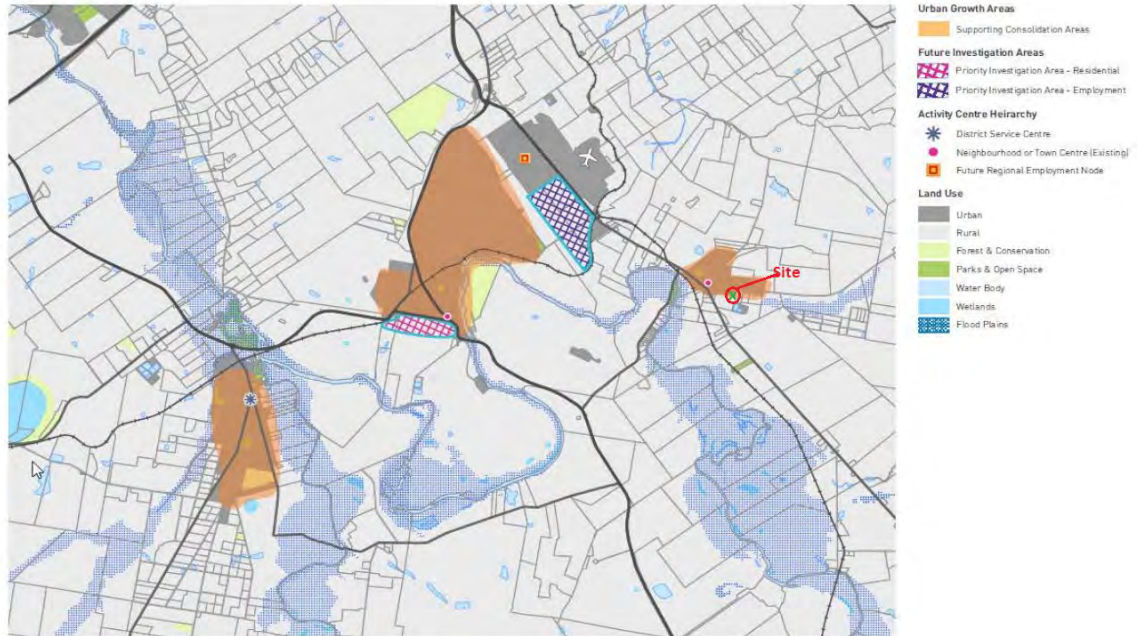 Urban Growth Areas
Supporting Consolidation Areas
Future Investigation Areas
Priority Investigation Area - Residential
Priority Investigation Area - Employment
Activity Centre Heirarchy
District Service Centre
Neighbourhood or Town Centre (Existing)
Future Regional Employment Node
Land Use
Urban
Rural
Forest & Conservation
Parks & Open Space
Water Body
Wetlands
Flood Plains
Site